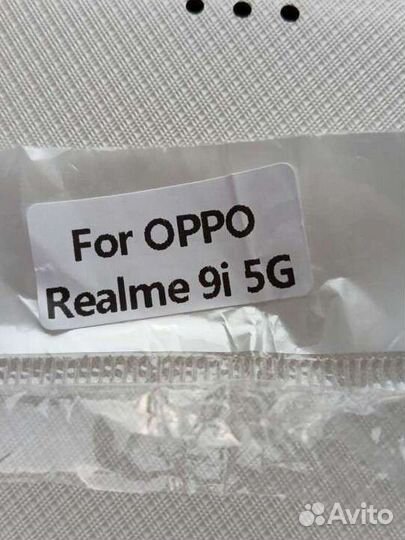 For OPPO
Realme 9i 5G
Avito